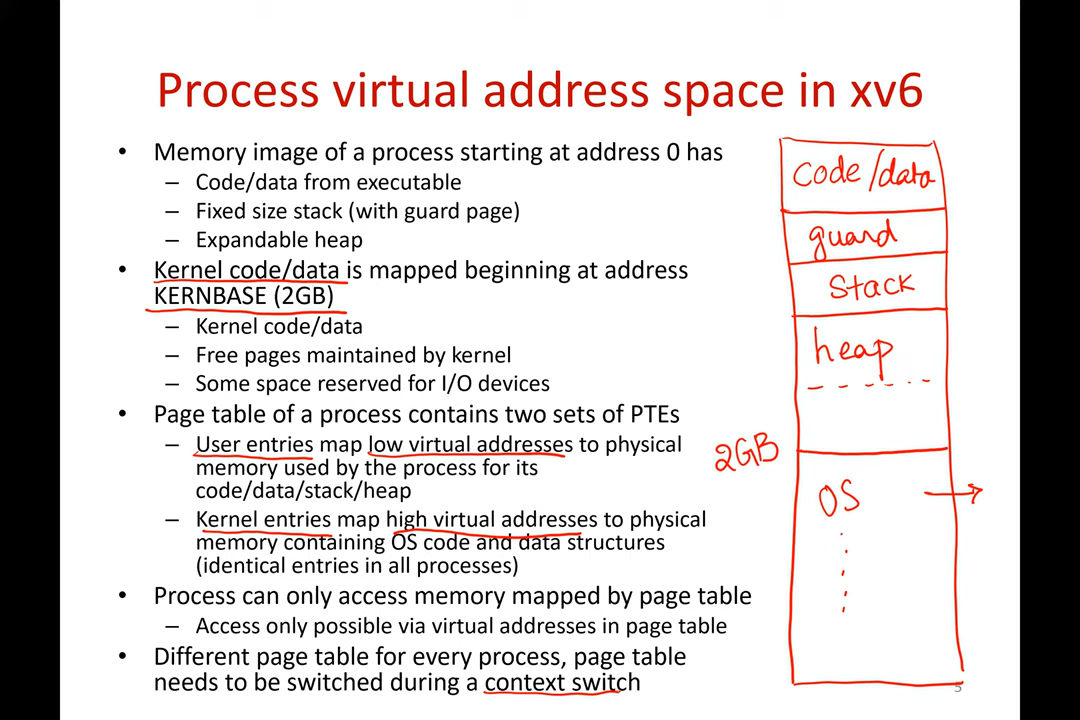 Process virtual address space in xv6
• Memory image of a process starting at address 0 has
– Code/data from executable
– Fixed size stack (with guard page)
– Expandable heap
• Kernel code/data is mapped beginning at address
KERNBASE (2GB)
– Kernel code/data
– Free pages maintained by kernel
– Some space reserved for I/O devices
• Page table of a process contains two sets of PTEs
– User entries map low virtual addresses to physical
memory used by the process for its
code/data/stack/heap
– Kernel entries map high virtual addresses to physical
memory containing OS code and data structures
(identical entries in all processes)
• Process can only access memory mapped by page table
– Access only possible via virtual addresses in page table
• Different page table for every process, page table
needs to be switched during a context switch
code/data
guard
Stack
heap
2GB
OS
5